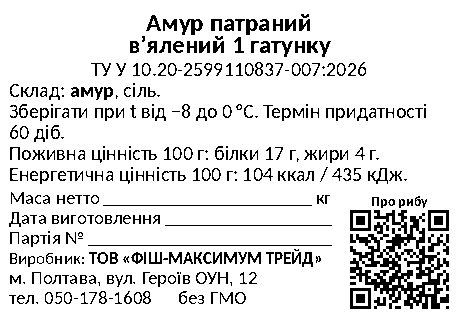 Амур патраний
в’ялений 1 гатунку
ТУ У 10.20-2599110837-007:2026
Склад: амур, сіль.
Зберігати при t від −8 до 0 °С. Термін придатності
60 діб.
Поживна цінність 100 г: білки 17 г, жири 4 г.
Енергетична цінність 100 г: 104 ккал / 435 кДж.
Маса нетто ____________________ кг
Дата виготовлення ________________
Партія № _______________________
Про рибу
Виробник: ТОВ «ФІШ-МАКСИМУМ ТРЕЙД»
м. Полтава, вул. Героїв ОУН, 12
тел. 050-178-1608 без ГМО